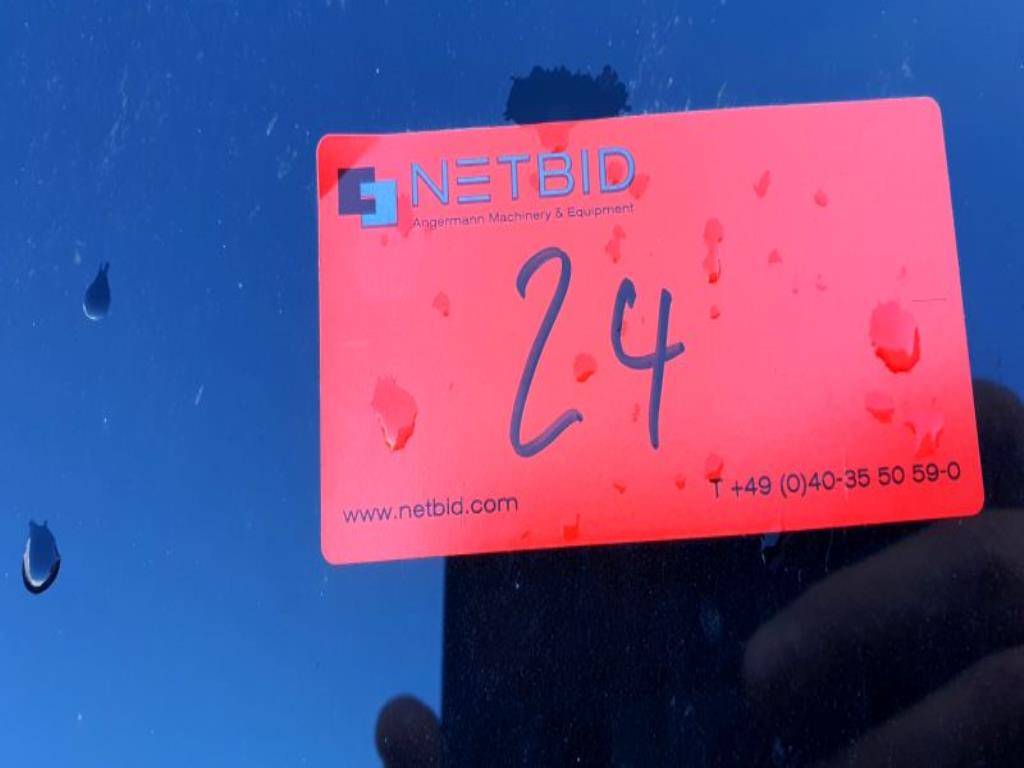 NETBID
Angermann Machinery & Equipment
24
www.netbid.com
T +49 (0)40-35 50 59-0